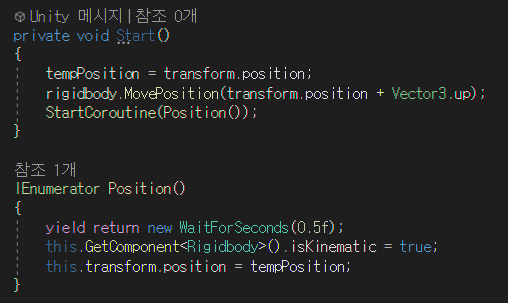 Unity 메시지 | 참조 0개
private void Start()
{
tempPosition = transform.position;
rigidbody.MovePosition(transform.position + Vector3.up);
StartCoroutine(Position());
}
참조 1개
IEnumerator Position()
{
yield return new WaitForSeconds(0.5f);
this.GetComponent<Rigidbody>().isKinematic = true;
this.transform.position = tempPosition;
}